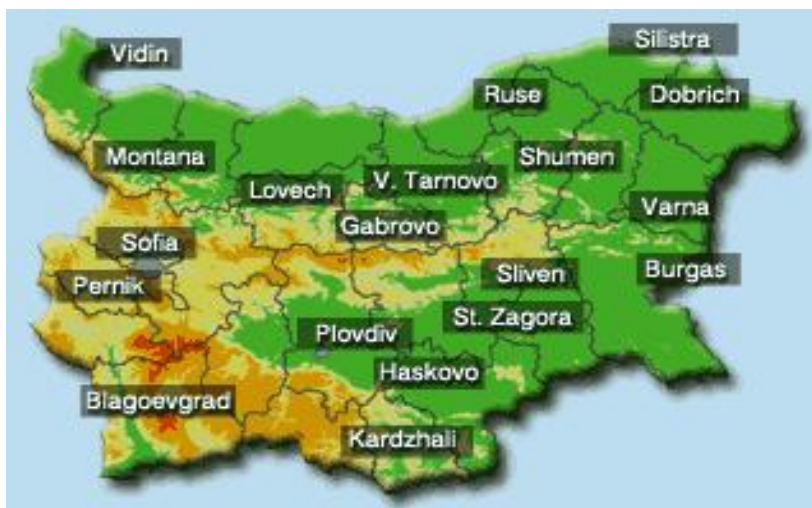 Silistra
Vidin
Ruse
Dobrich
Montana
Shumen
Lovech
V. Tarnovo
Varna
Gabrovo
Sofia
Sliven
Burgas
Pernik
St. Zagora
Plovdiv
Haskovo
Blagoevgrad
Kardzhali